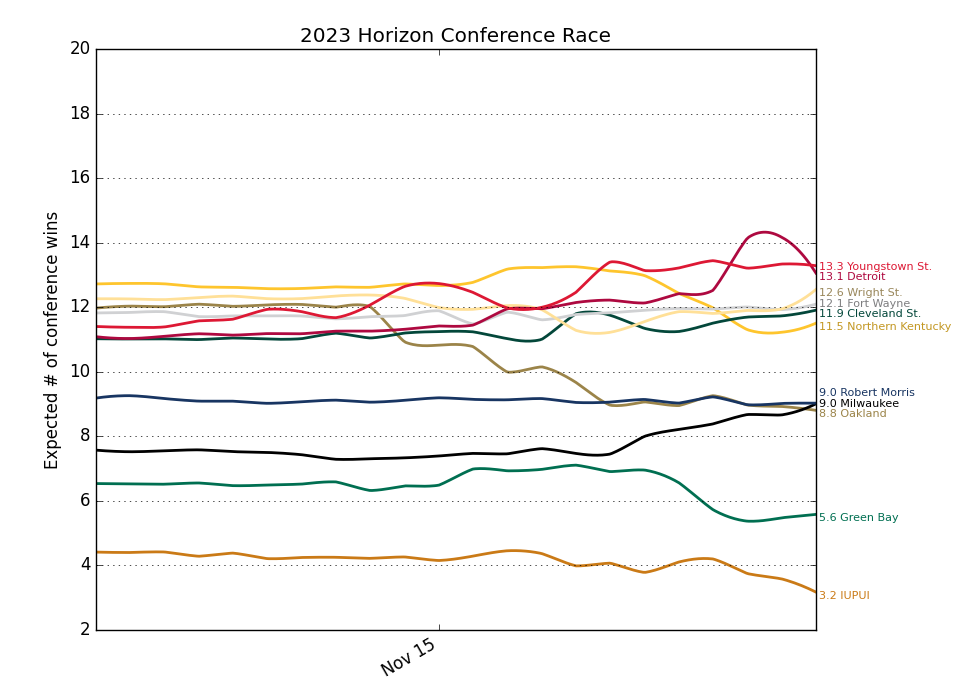 2023 Horizon Conference Race
Expected # of conference wins
20
18
16
14
12
10
8
6
4
2
Nov 15
13.3 Youngstown St.
13.1 Detroit
12.6 Wright St.
12.1 Fort Wayne
11.9 Cleveland St.
11.5 Northern Kentucky
9.0 Robert Morris
9.0 Milwaukee
8.8 Oakland
5.6 Green Bay
3.2 IUPUI